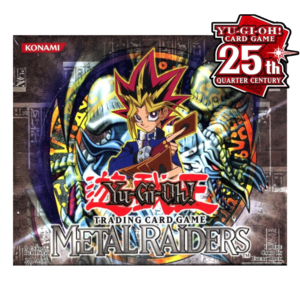 KONAMI
YU-GI-OH!
CARD GAME
25th
QUARTER CENTURY
遊戯王
Yu-Gi-Oh!
TRADING CARD GAME
METAL RAIDERS